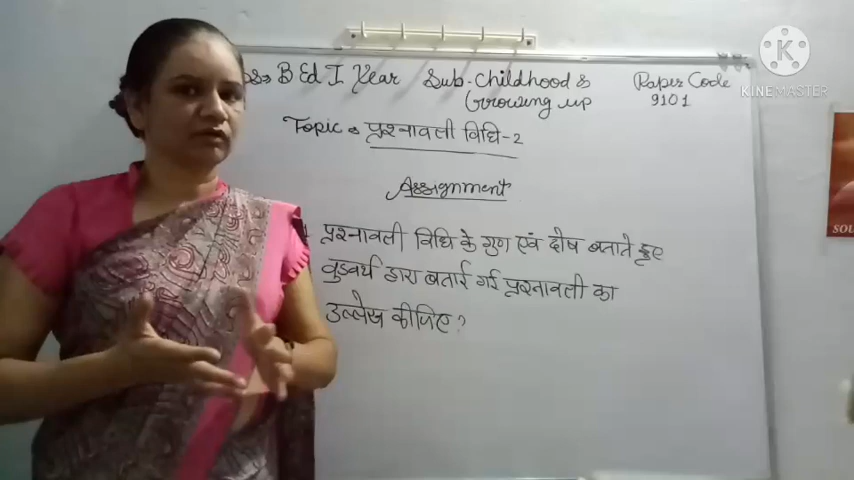 B Ed I Year Sub-Childhood & Growing up Paper Code 9101
Topic प्रश्नावली विधि-2
Assignment
प्रश्नावली विधि के गुण एवं दोष बताते हुए
वुडवर्थ द्वारा बताई गई प्रश्नावली का
उल्लेख कीजिए?
KINEMASTER
SOU